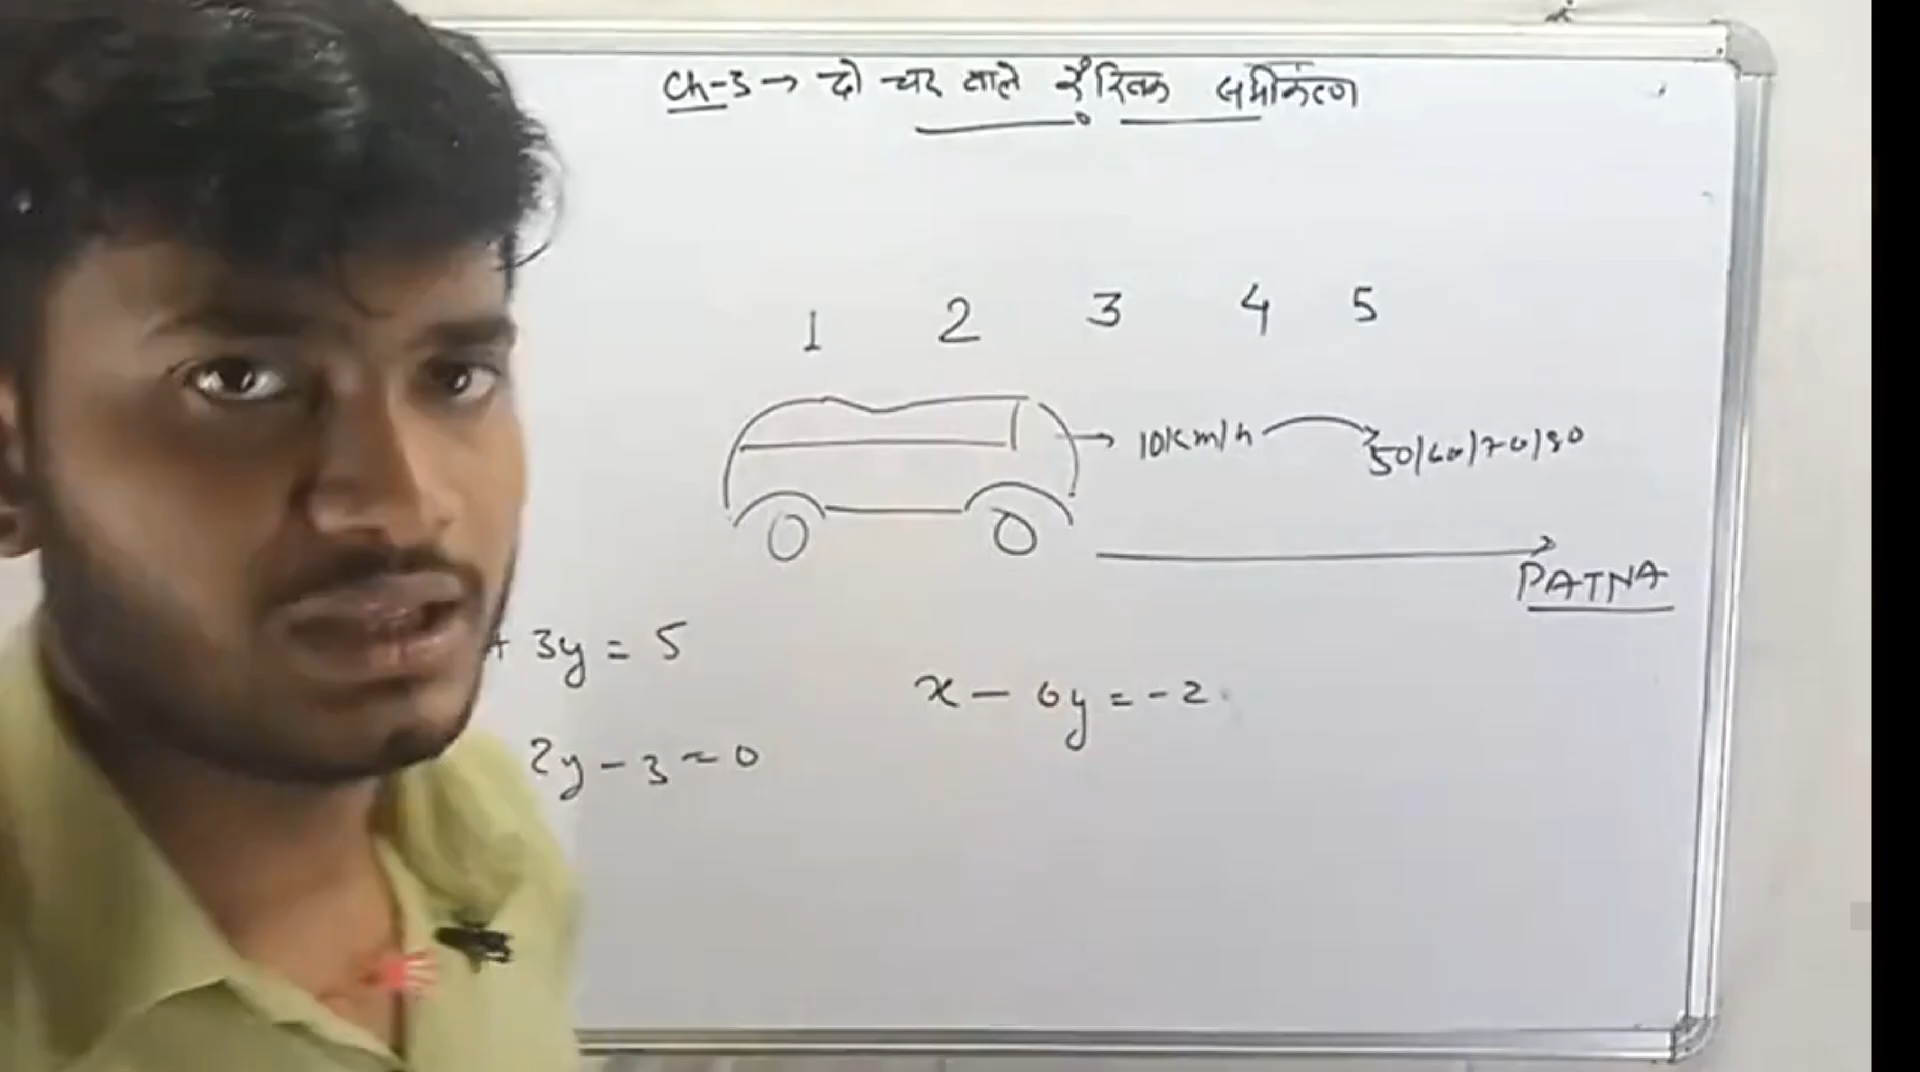 Ch-3 → दो चर वाले रैखिक समीकरण
1 2 3 4 5
10km/h 50/60/70/80
PATNA
+ 3y = 5
x - 6y = -2
2y - 3 = 0